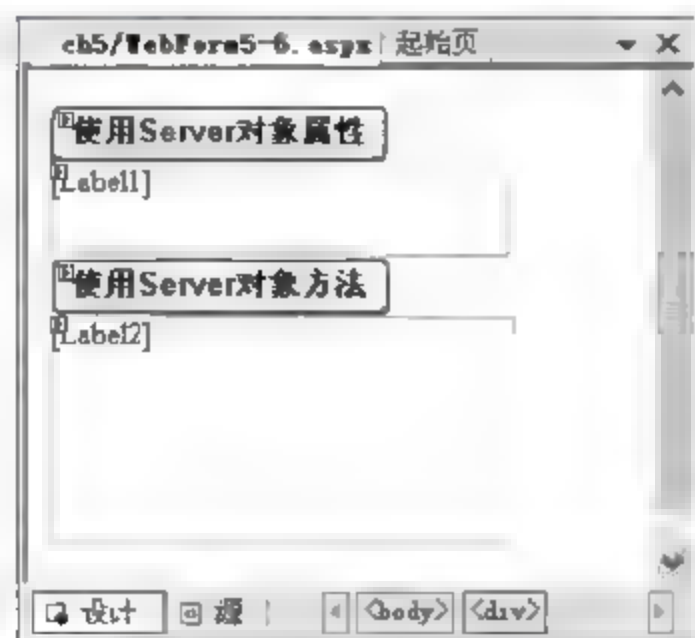 ch5/WebForm5-6.aspx 起始页
使用Server对象属性
[Label1]
使用Server对象方法
[Label2]
设计 源 <body> <div>